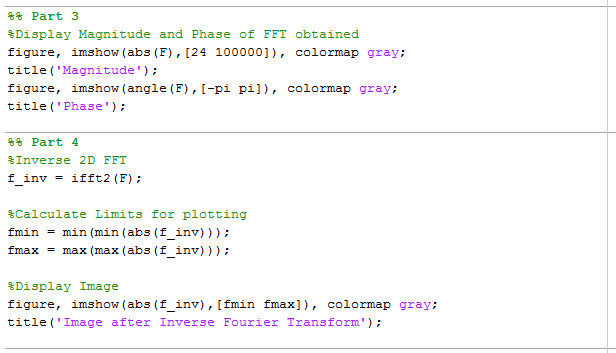 %% Part 3
%Display Magnitude and Phase of FFT obtained
figure, imshow(abs(F),[24 100000]), colormap gray;
title('Magnitude');
figure, imshow(angle(F),[-pi pi]), colormap gray;
title('Phase');
%% Part 4
%Inverse 2D FFT
f_inv = ifft2(F);
%Calculate Limits for plotting
fmin = min(min(abs(f_inv)));
fmax = max(max(abs(f_inv)));
%Display Image
figure, imshow(abs(f_inv),[fmin fmax]), colormap gray;
title('Image after Inverse Fourier Transform');